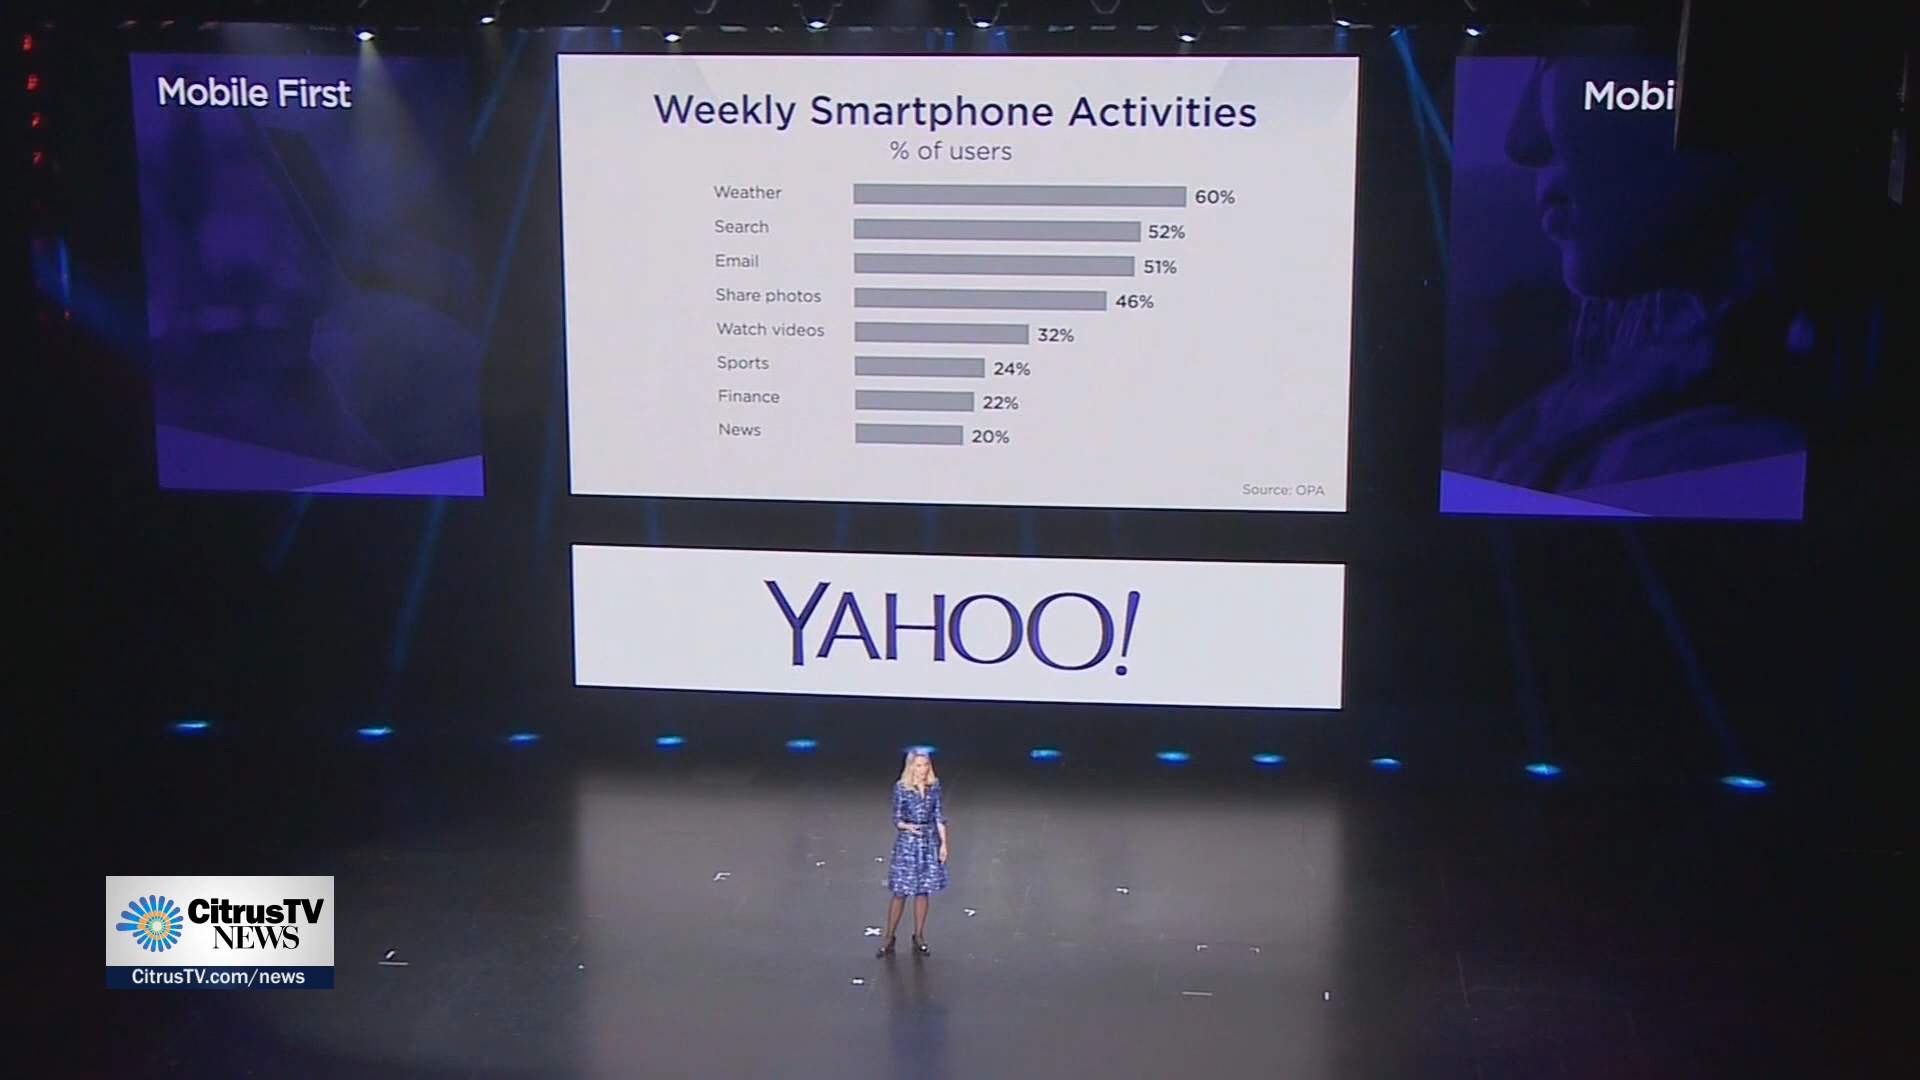 Mobile First
Weekly Smartphone Activities
% of users
Weather 60%
Search 52%
Email 51%
Share photos 46%
Watch videos 32%
Sports 24%
Finance 22%
News 20%
Source: OPA
Mobi
YAHOO!
CitrusTV
NEWS
CitrusTV.com/news